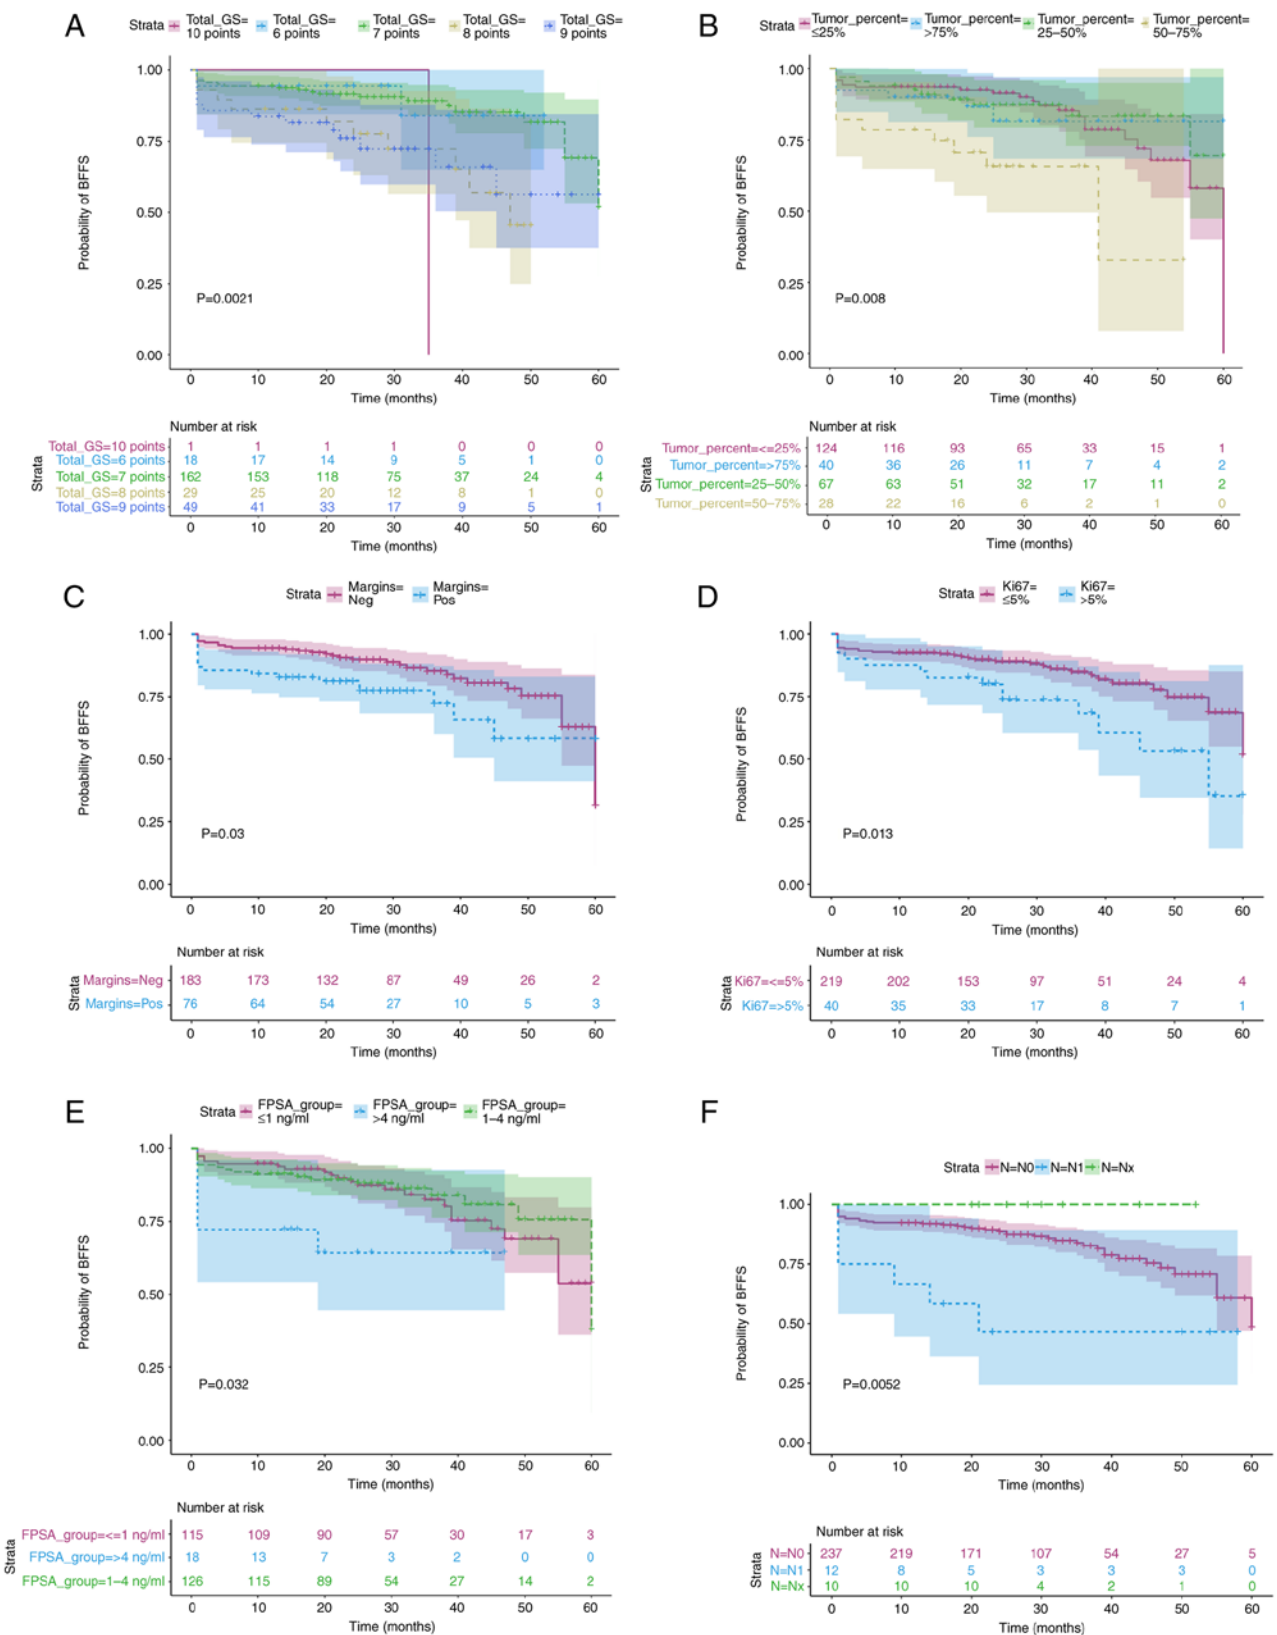 A
Strata Total_GS= 10 points Total_GS= 6 points Total_GS= 7 points Total_GS= 8 points Total_GS= 9 points
1.00
0.75
0.50
0.25
0.00
Probability of BFFS
P=0.0021
0 10 20 30 40 50 60
Time (months)
Number at risk
Strata
Total_GS=10 points 1 1 1 1 0 0 0
Total_GS=6 points 18 17 14 9 5 1 0
Total_GS=7 points 162 153 118 75 37 24 4
Total_GS=8 points 29 25 20 12 8 1 0
Total_GS=9 points 49 41 33 17 9 5 1
0 10 20 30 40 50 60
Time (months)
B
Strata Tumor_percent= ≤25% Tumor_percent= >75% Tumor_percent= 25–50% Tumor_percent= 50–75%
1.00
0.75
0.50
0.25
0.00
Probability of BFFS
P=0.008
0 10 20 30 40 50 60
Time (months)
Number at risk
Strata
Tumor_percent=<=25% 124 116 93 65 33 15 1
Tumor_percent=>75% 40 36 26 11 7 4 2
Tumor_percent=25–50% 67 63 51 32 17 11 2
Tumor_percent=50–75% 28 22 16 6 2 1 0
0 10 20 30 40 50 60
Time (months)
C
Strata Margins= Neg Margins= Pos
1.00
0.75
0.50
0.25
0.00
Probability of BFFS
P=0.03
0 10 20 30 40 50 60
Time (months)
Number at risk
Strata
Margins=Neg 183 173 132 87 49 26 2
Margins=Pos 76 64 54 27 10 5 3
0 10 20 30 40 50 60
Time (months)
D
Strata Ki67= ≤5% Ki67= >5%
1.00
0.75
0.50
0.25
0.00
Probability of BFFS
P=0.013
0 10 20 30 40 50 60
Time (months)
Number at risk
Strata
Ki67=<=5% 219 202 153 97 51 24 4
Ki67=>5% 40 35 33 17 8 7 1
0 10 20 30 40 50 60
Time (months)
E
Strata FPSA_group= ≤1 ng/ml FPSA_group= >4 ng/ml FPSA_group= 1–4 ng/ml
1.00
0.75
0.50
0.25
0.00
Probability of BFFS
P=0.032
0 10 20 30 40 50 60
Time (months)
Number at risk
Strata
FPSA_group=<=1 ng/ml 115 109 90 57 30 17 3
FPSA_group=>4 ng/ml 18 13 7 3 2 0 0
FPSA_group=1–4 ng/ml 126 115 89 54 27 14 2
0 10 20 30 40 50 60
Time (months)
F
Strata N=N0 N=N1 N=Nx
1.00
0.75
0.50
0.25
0.00
Probability of BFFS
P=0.0052
0 10 20 30 40 50 60
Time (months)
Number at risk
Strata
N=N0 237 219 171 107 54 27 5
N=N1 12 8 5 3 3 3 0
N=Nx 10 10 10 4 2 1 0
0 10 20 30 40 50 60
Time (months)